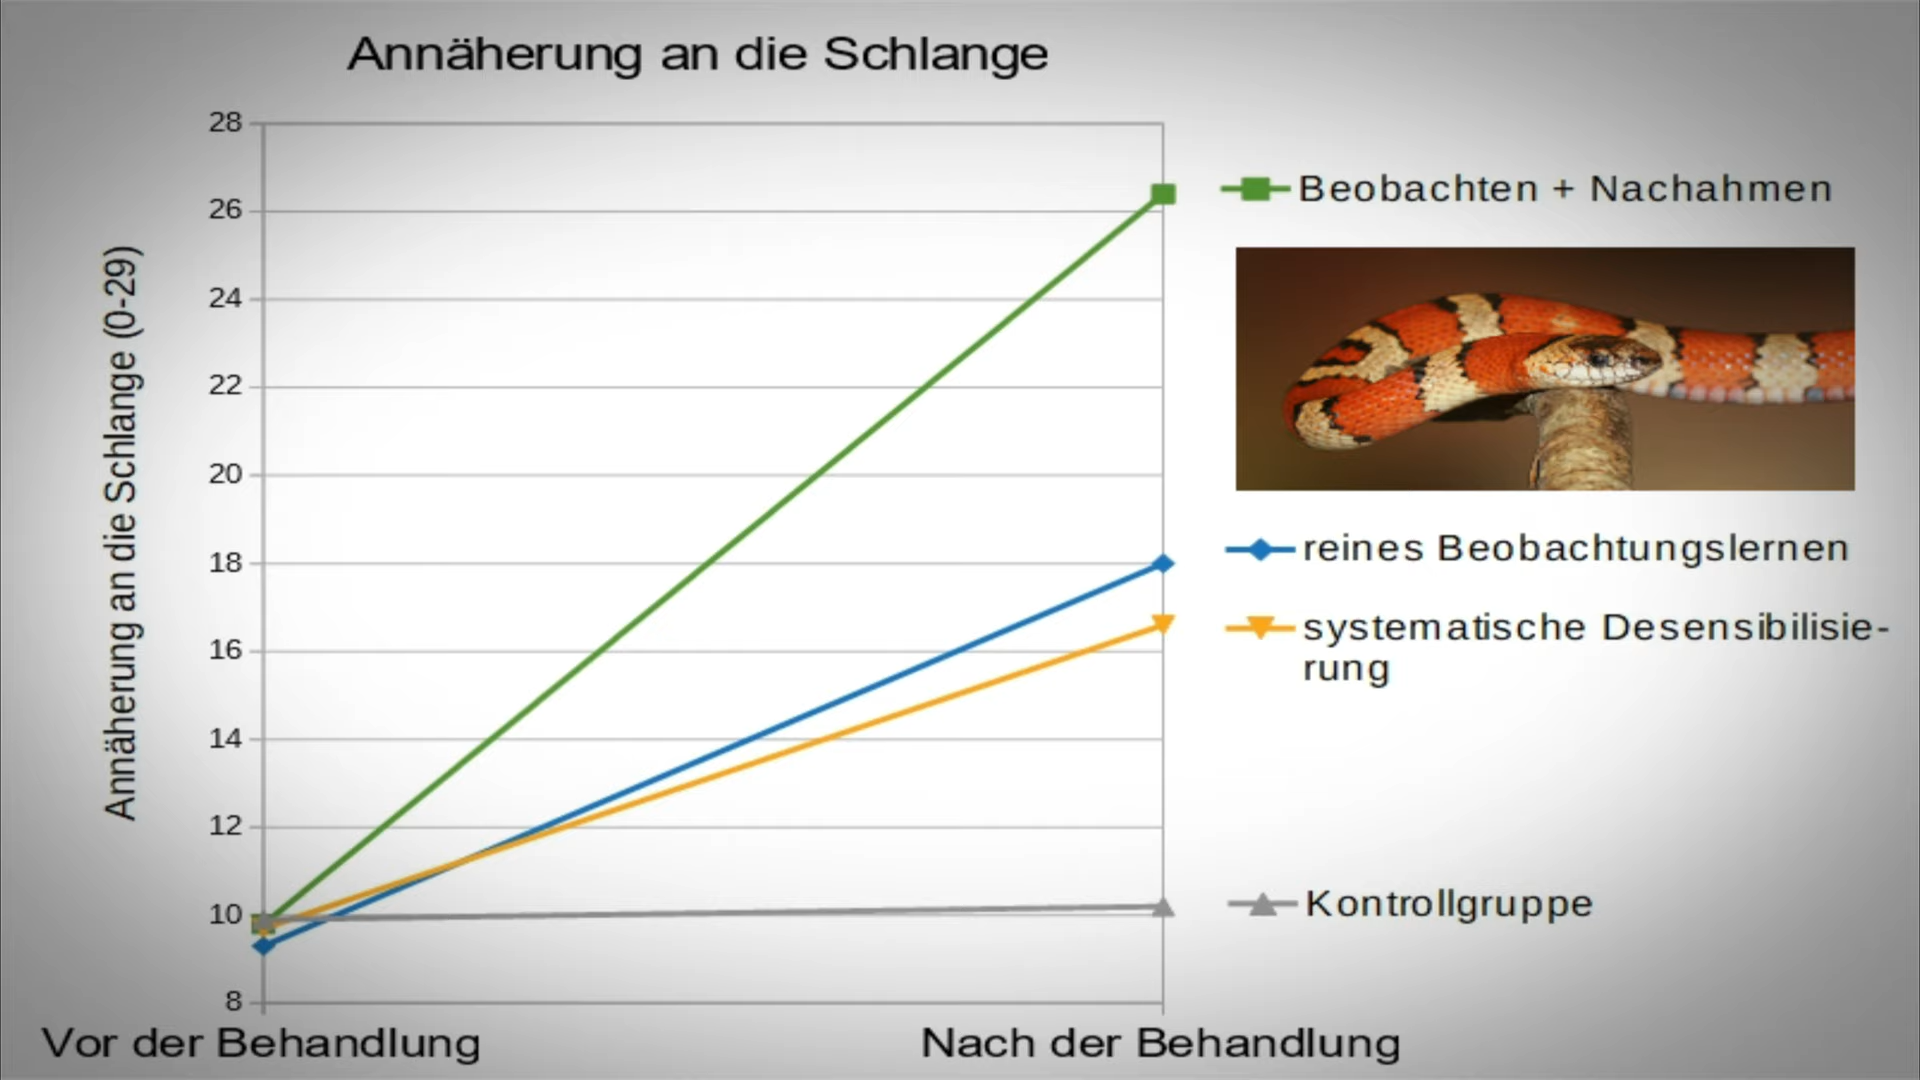 Annäherung an die Schlange
Annäherung an die Schlange (0-29)
28
26
24
22
20
18
16
14
12
10
8
Vor der Behandlung
Nach der Behandlung
Beobachten + Nachahmen
reines Beobachtungslernen
systematische Desensibilisie-
rung
Kontrollgruppe